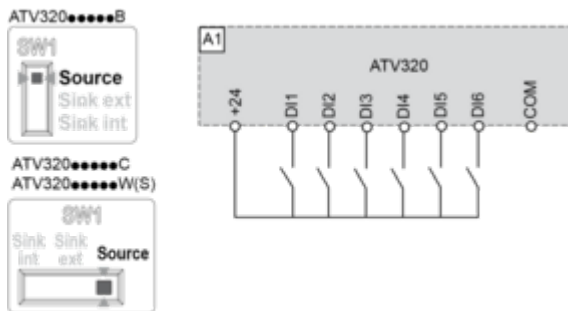 ATV320●●●●●B
SW1
Source
Sink ext
Sink int
ATV320●●●●●C
ATV320●●●●●W(S)
SW1
Sink int
Sink ext
Source
A1
ATV320
+24
DI1
DI2
DI3
DI4
DI5
DI6
COM